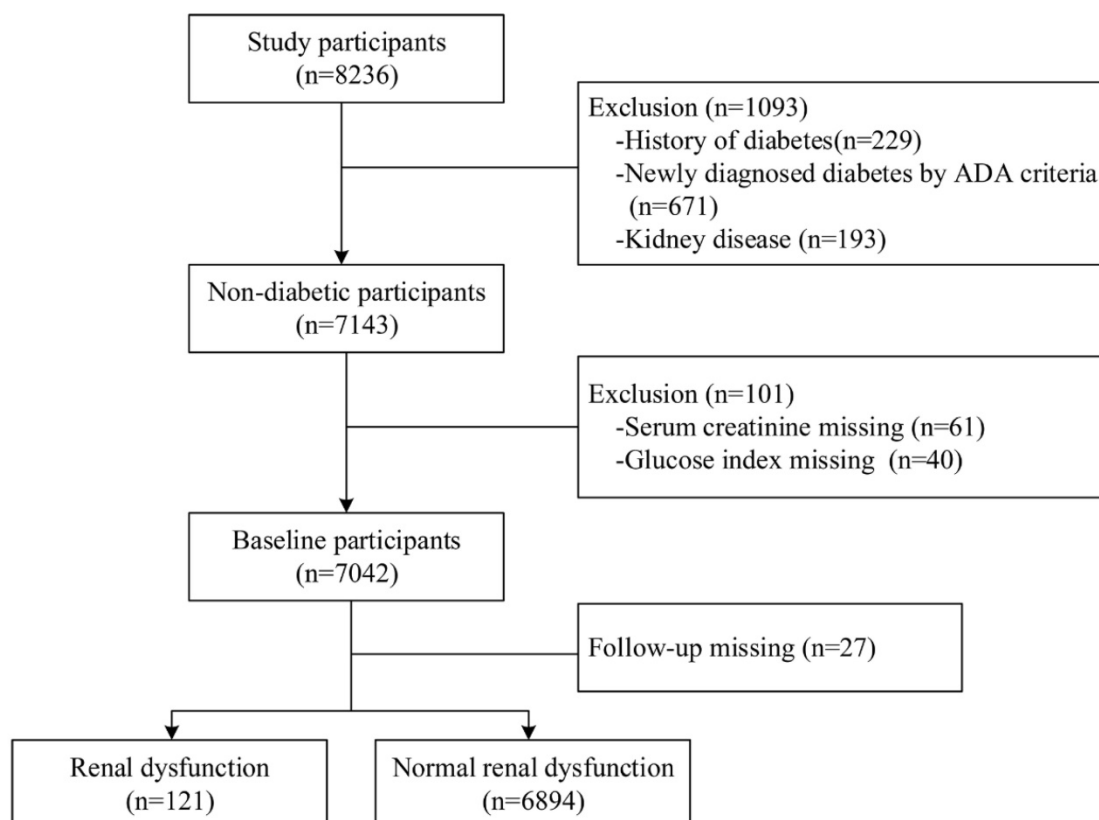 Study participants
(n=8236)
Exclusion (n=1093)
-History of diabetes(n=229)
-Newly diagnosed diabetes by ADA criteria
(n=671)
-Kidney disease (n=193)
Non-diabetic participants
(n=7143)
Exclusion (n=101)
-Serum creatinine missing (n=61)
-Glucose index missing  (n=40)
Baseline participants
(n=7042)
Follow-up missing (n=27)
Renal dysfunction
(n=121)
Normal renal dysfunction
(n=6894)